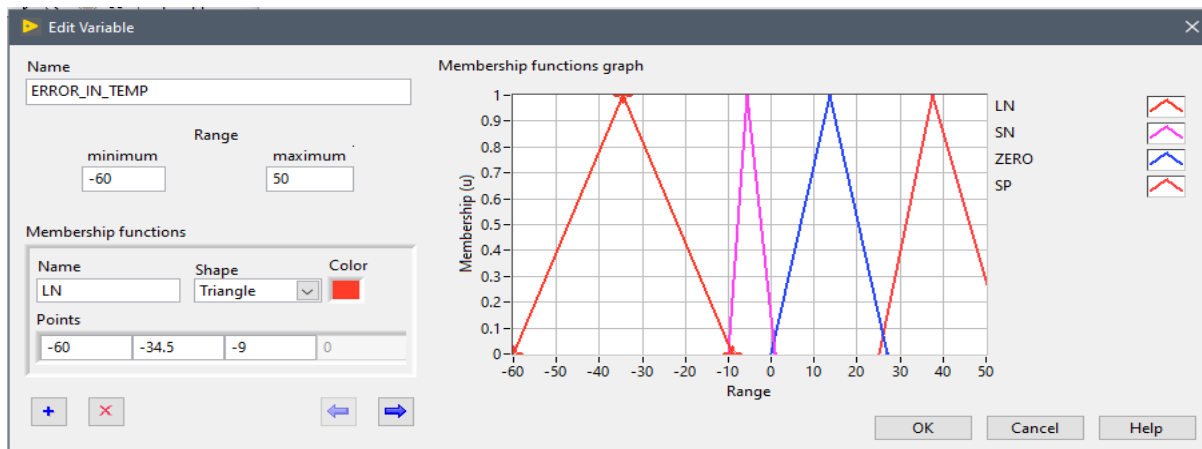 Edit Variable
Name
ERROR_IN_TEMP
Range
minimum maximum
-60 50
Membership functions
Name Shape Color
LN Triangle
Points
-60 -34.5 -9 0
Membership functions graph
Membership (u)
1
0.9
0.8
0.7
0.6
0.5
0.4
0.3
0.2
0.1
0
-60 -50 -40 -30 -20 -10 0 10 20 30 40 50
Range
LN
SN
ZERO
SP
OK Cancel Help